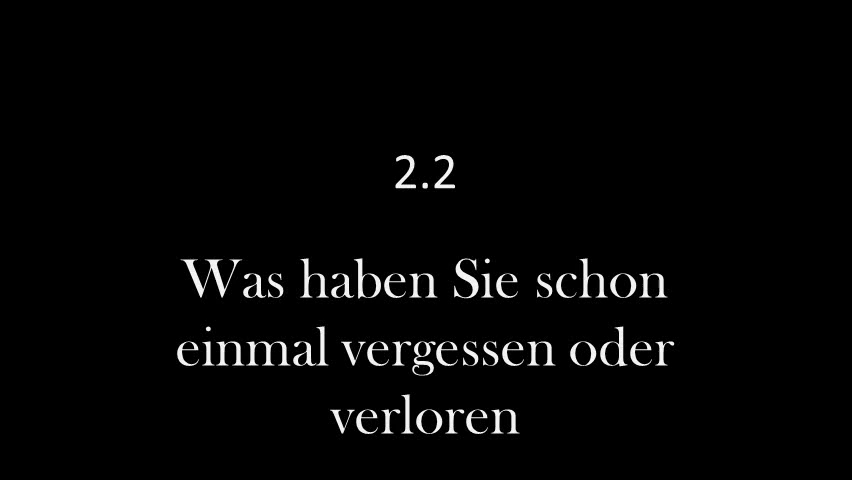 2.2
Was haben Sie schon
einmal vergessen oder
verloren